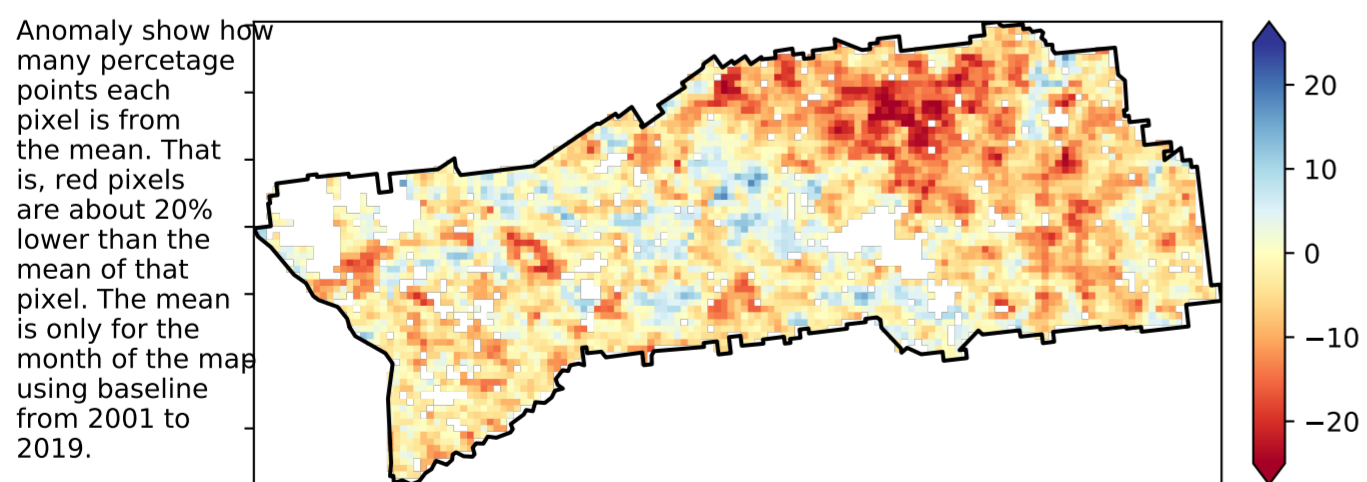 Anomaly show how
many percetage
points each
pixel is from
the mean. That
is, red pixels
are about 20%
lower than the
mean of that
pixel. The mean
is only for the
month of the map
using baseline
from 2001 to
2019.
20
10
0
−10
−20